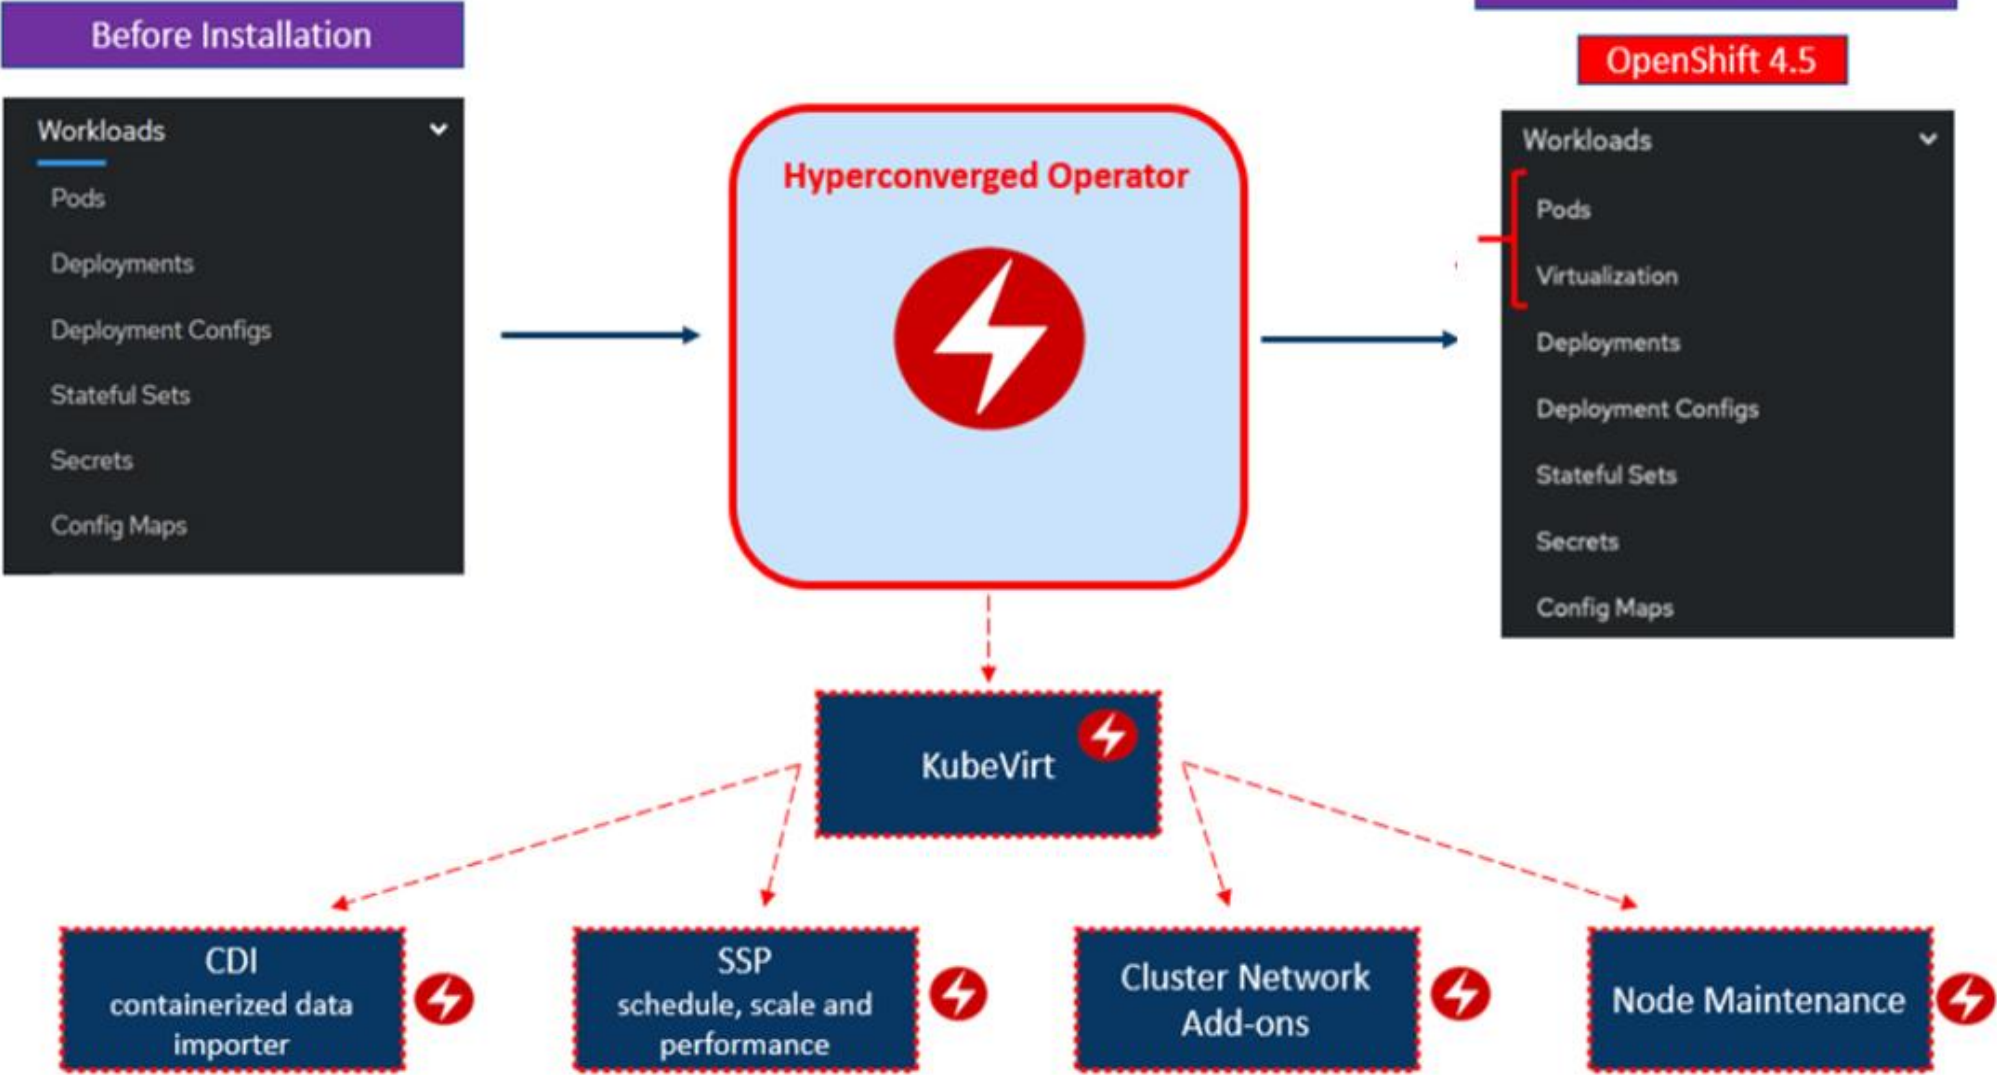 Before Installation
Workloads
Pods
Deployments
Deployment Configs
Stateful Sets
Secrets
Config Maps
Hyperconverged Operator
OpenShift 4.5
Workloads
Pods
Virtualization
Deployments
Deployment Configs
Stateful Sets
Secrets
Config Maps
KubeVirt
CDI
containerized data
importer
SSP
schedule, scale and
performance
Cluster Network
Add-ons
Node Maintenance